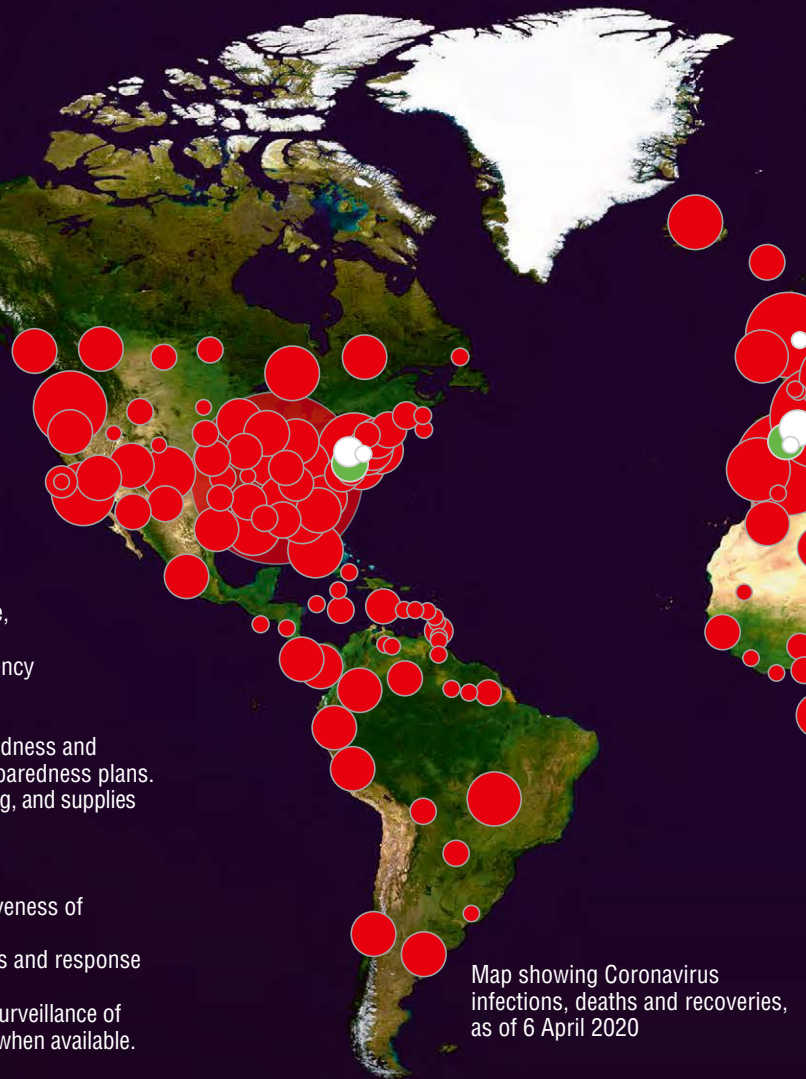 e,
ncy
dness and
paredness plans.
g, and supplies
veness of
s and response
urveillance of
when available.
Map showing Coronavirus
infections, deaths and recoveries,
as of 6 April 2020